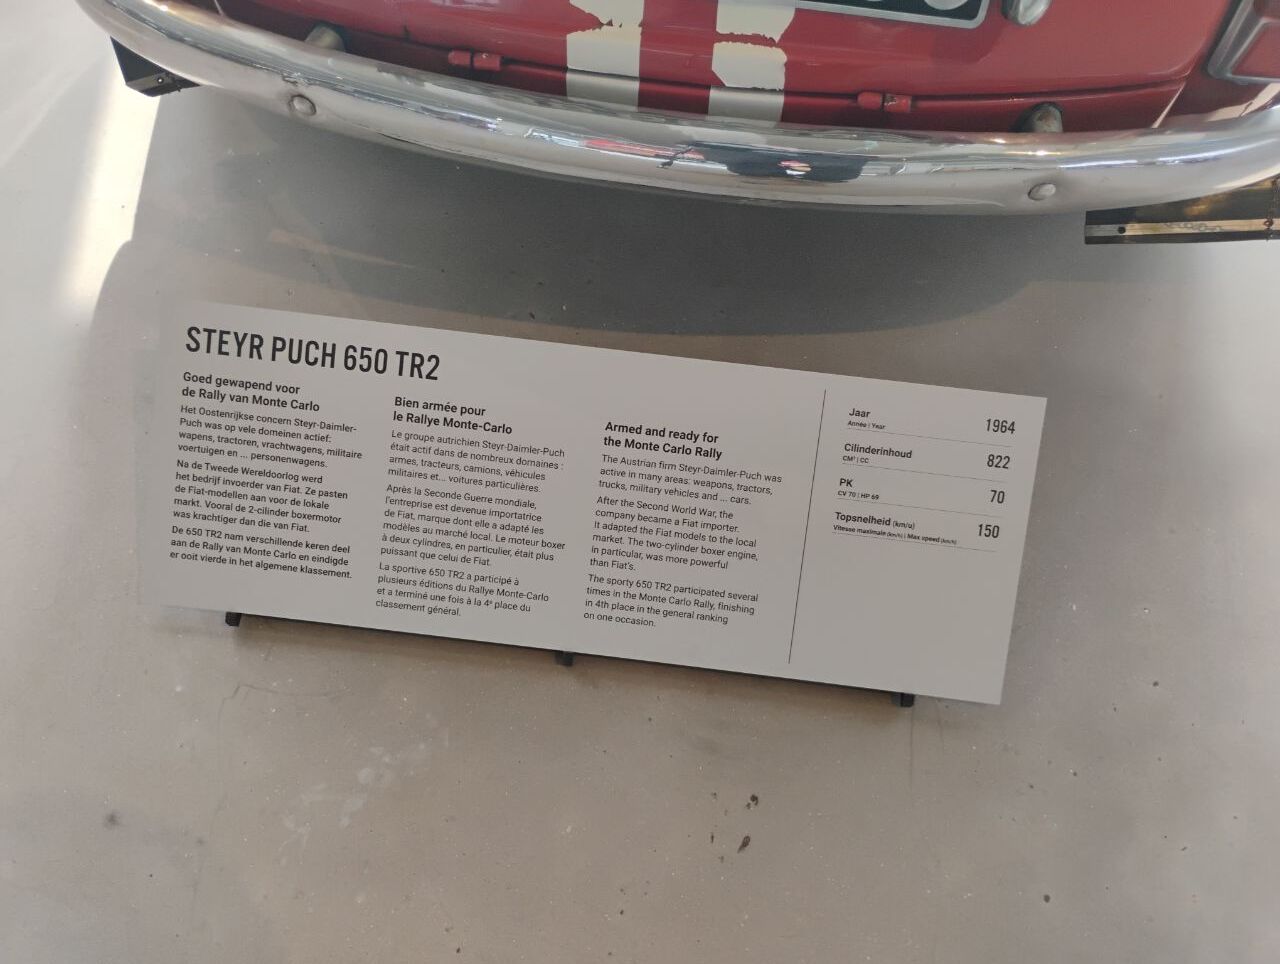 STEYR PUCH 650 TR2
Goed gewapend voor
de Rally van Monte Carlo
Het Oostenrijkse concern Steyr-Daimler-
Puch was op vele domeinen actief:
wapens, tractoren, vrachtwagens, militaire
voertuigen en ... personenwagens.
Na de Tweede Wereldoorlog werd
het bedrijf invoerder van Fiat. Ze pasten
de Fiat-modellen aan voor de lokale
markt. Vooral de 2-cilinder boxermotor
was krachtiger dan die van Fiat.
De 650 TR2 nam verschillende keren deel
aan de Rally van Monte Carlo en eindigde
er ooit vierde in het algemene klassement.
Bien armée pour
le Rallye Monte-Carlo
Le groupe autrichien Steyr-Daimler-Puch
était actif dans de nombreux domaines :
armes, tracteurs, camions, véhicules
militaires et... voitures particulières.
Après la Seconde Guerre mondiale,
l'entreprise est devenue importatrice
de Fiat, marque dont elle a adapté les
modèles au marché local. Le moteur boxer
à deux cylindres, en particulier, était plus
puissant que celui de Fiat.
La sportive 650 TR2 a participé à
plusieurs éditions du Rallye Monte-Carlo
et a terminé une fois à la 4e place du
classement général.
Armed and ready for
the Monte Carlo Rally
The Austrian firm Steyr-Daimler-Puch was
active in many areas: weapons, tractors,
trucks, military vehicles and ... cars.
After the Second World War, the
company became a Fiat importer.
It adapted the Fiat models to the local
market. The two-cylinder boxer engine,
in particular, was more powerful
than Fiat's.
The sporty 650 TR2 participated several
times in the Monte Carlo Rally, finishing
in 4th place in the general ranking
on one occasion.
Jaar 1964
Année | Year
Cilinderinhoud 822
CM³ | CC
PK 70
CV 70 | HP 69
Topsnelheid (km/u) 150
Vitesse maximale (km/h) | Max speed (km/h)